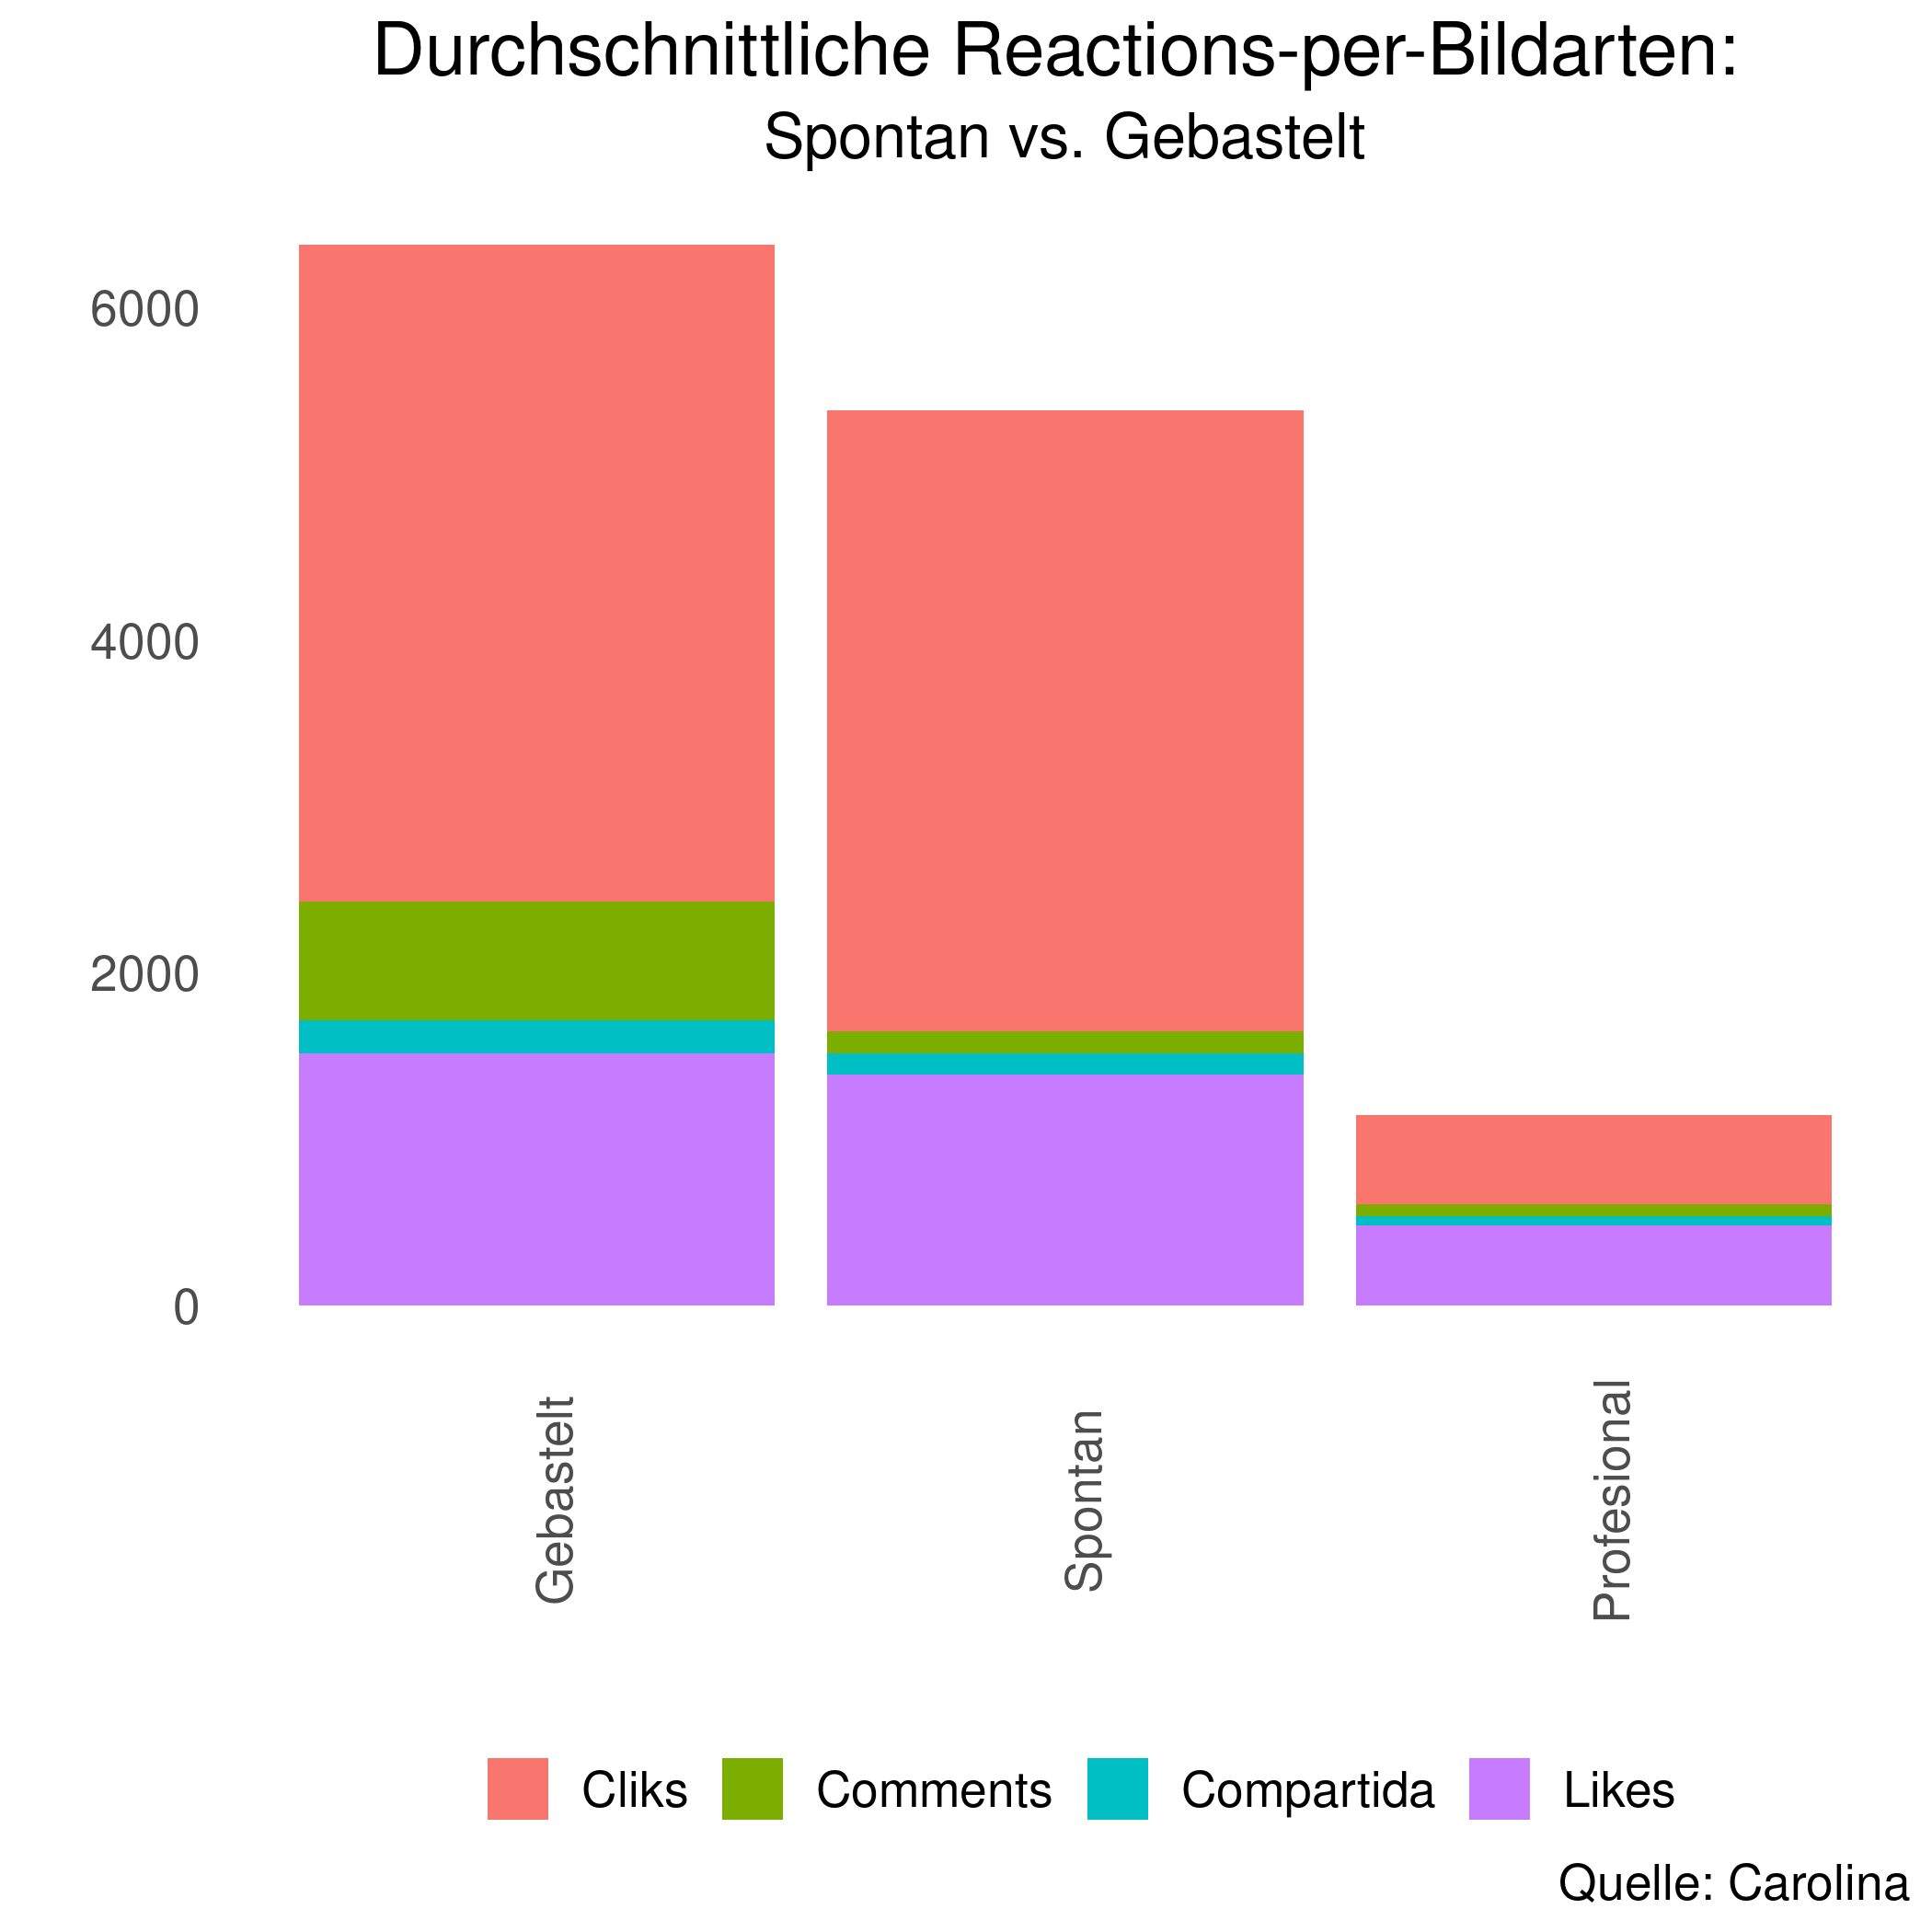 Durchschnittliche Reactions-per-Bildarten:
Spontan vs. Gebastelt
6000
4000
2000
0
Gebastelt
Spontan
Profesional
Cliks
Comments
Compartida
Likes
Quelle: Carolina